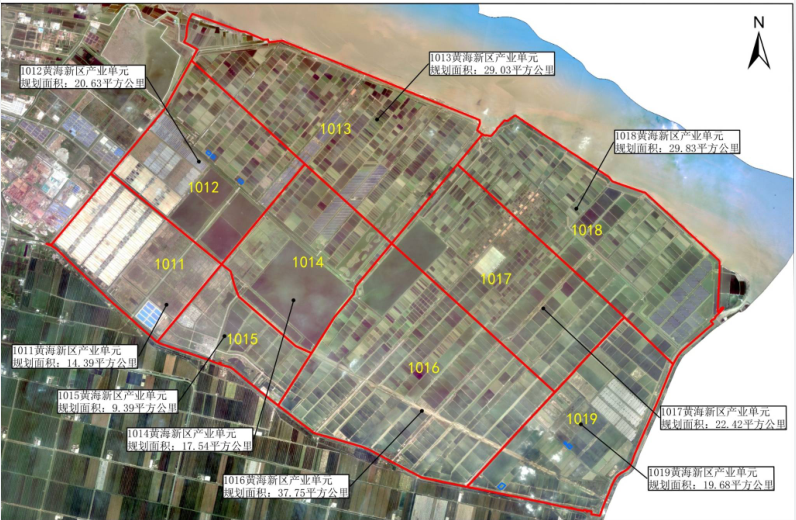 N
1013黄海新区产业单元
规划面积：29.03平方公里
1012黄海新区产业单元
规划面积：20.63平方公里
1013
1018黄海新区产业单元
规划面积：29.83平方公里
1012
1018
1011
1014
1017
1015
1016
1019
1011黄海新区产业单元
规划面积：14.39平方公里
1015黄海新区产业单元
规划面积：9.39平方公里
1014黄海新区产业单元
规划面积：17.54平方公里
1016黄海新区产业单元
规划面积：37.75平方公里
1017黄海新区产业单元
规划面积：22.42平方公里
1019黄海新区产业单元
规划面积：19.68平方公里